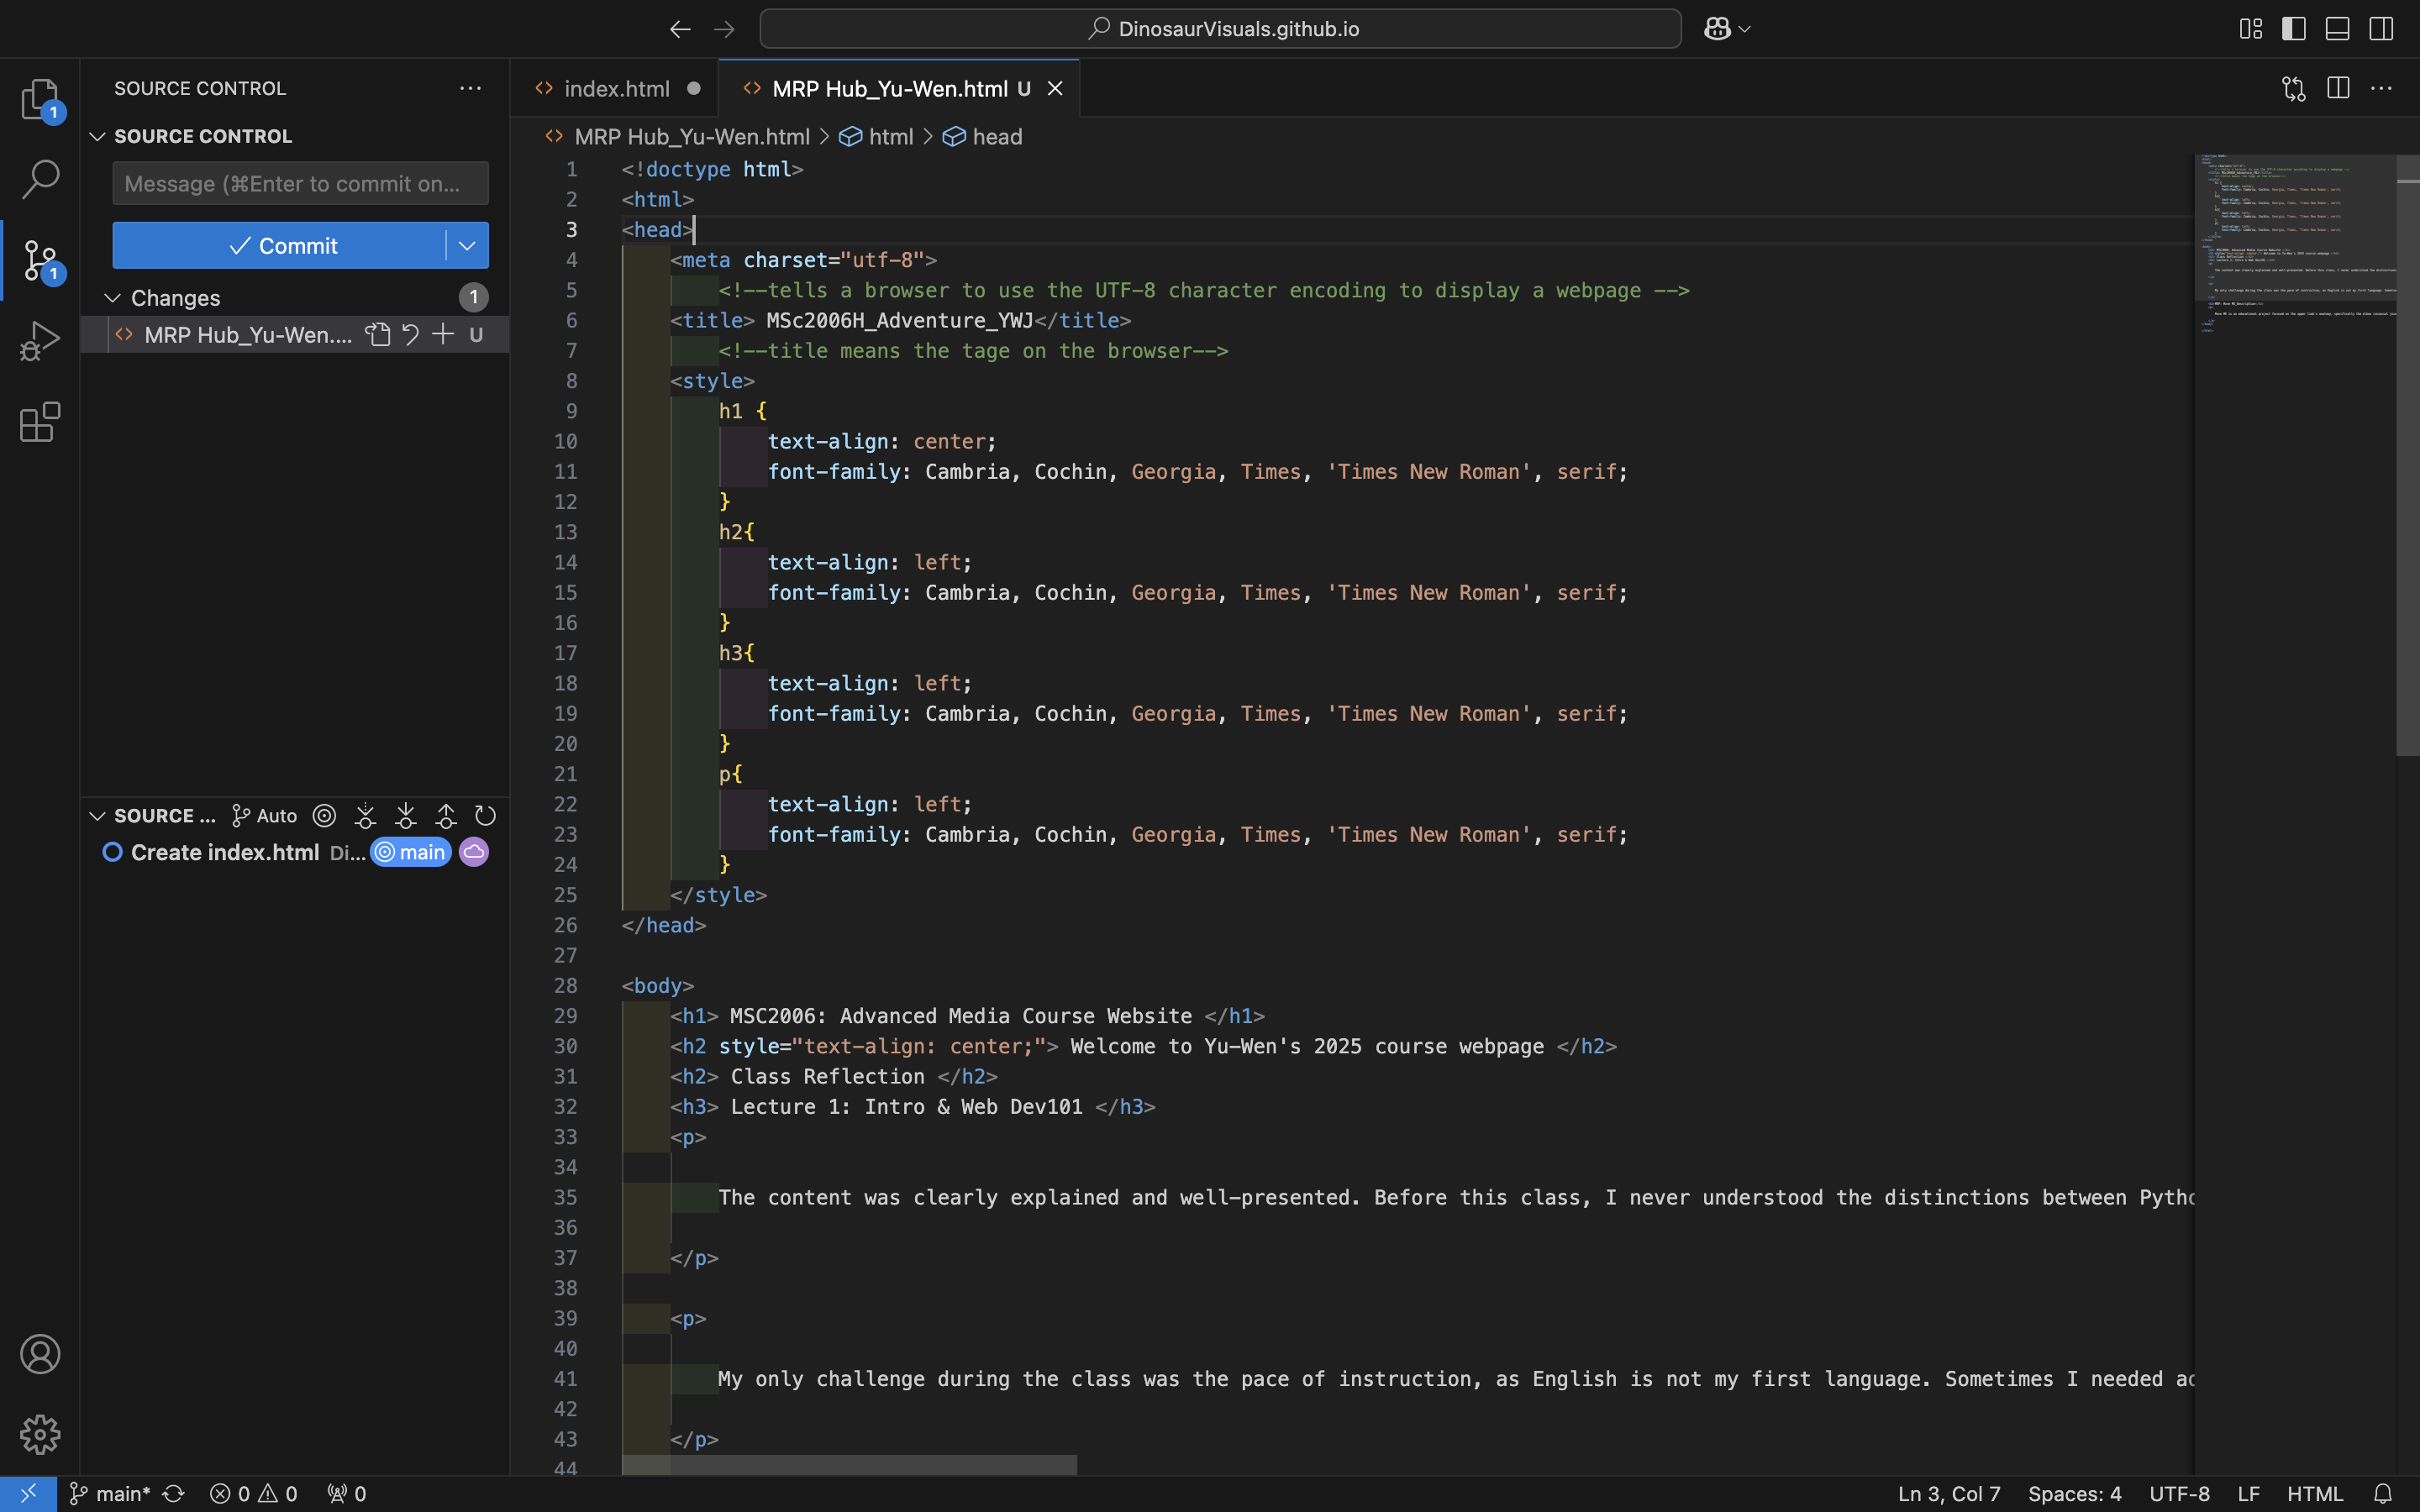 DinosaurVisuals.github.io
SOURCE CONTROL
index.html
MRP Hub_Yu-Wen.html U
1
SOURCE CONTROL
MRP Hub_Yu-Wen.html > html > head
Message (⌘Enter to commit on...
Commit
1
Changes 1
MRP Hub_Yu-Wen.... U
1 <!doctype html>
2 <html>
3 <head>
4 <meta charset="utf-8">
5 <!--tells a browser to use the UTF-8 character encoding to display a webpage -->
6 <title> MSc2006H_Adventure_YWJ</title>
7 <!--title means the tage on the browser-->
8 <style>
9 h1 {
10 text-align: center;
11 font-family: Cambria, Cochin, Georgia, Times, 'Times New Roman', serif;
12 }
13 h2{
14 text-align: left;
15 font-family: Cambria, Cochin, Georgia, Times, 'Times New Roman', serif;
16 }
17 h3{
18 text-align: left;
19 font-family: Cambria, Cochin, Georgia, Times, 'Times New Roman', serif;
20 }
21 p{
22 text-align: left;
23 font-family: Cambria, Cochin, Georgia, Times, 'Times New Roman', serif;
24 }
25 </style>
26 </head>
27
28 <body>
29 <h1> MSC2006: Advanced Media Course Website </h1>
30 <h2 style="text-align: center;"> Welcome to Yu-Wen's 2025 course webpage </h2>
31 <h2> Class Reflection </h2>
32 <h3> Lecture 1: Intro & Web Dev101 </h3>
33 <p>
34
35 The content was clearly explained and well-presented. Before this class, I never understood the distinctions between
36
37 </p>
38
39 <p>
40
41 My only challenge during the class was the pace of instruction, as English is not my first language. Sometimes I needed
42
43 </p>
44
SOURCE ... Auto
Create index.html Di... main
main* 0 0 0
Ln 3, Col 7 Spaces: 4 UTF-8 LF HTML